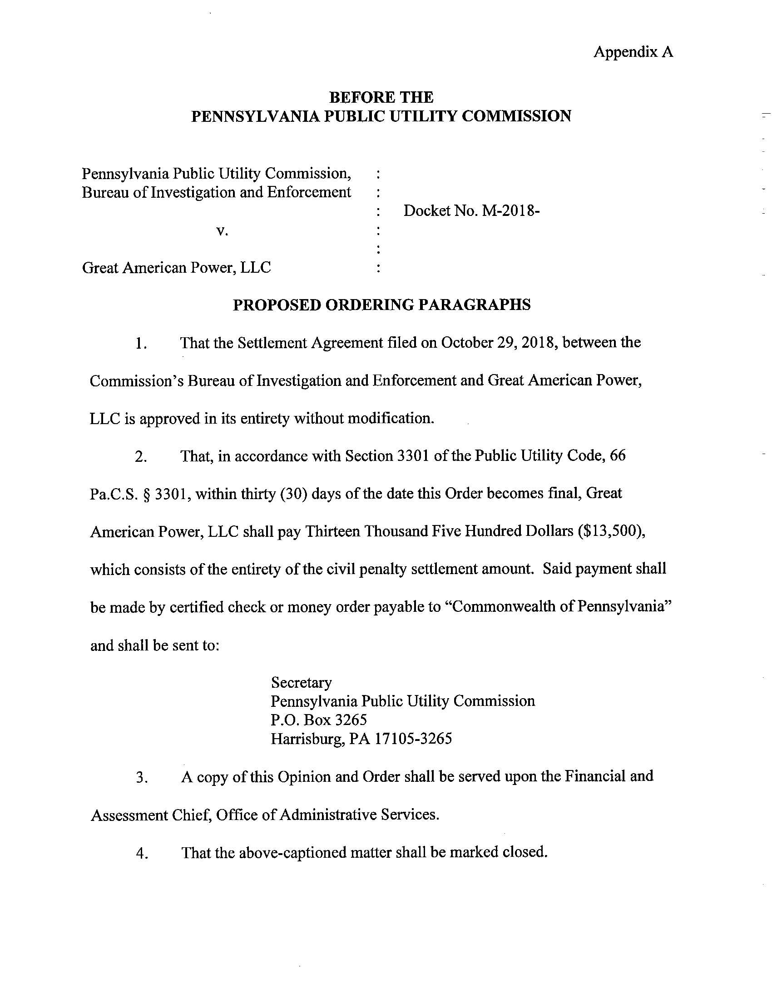 Appendix A
BEFORE THE
PENNSYLVANIA PUBLIC UTILITY COMMISSION
Pennsylvania Public Utility Commission, :
Bureau of Investigation and Enforcement :
: Docket No. M-2018-
v. :
:
Great American Power, LLC :
PROPOSED ORDERING PARAGRAPHS
1. That the Settlement Agreement filed on October 29, 2018, between the
Commission’s Bureau of Investigation and Enforcement and Great American Power,
LLC is approved in its entirety without modification.
2. That, in accordance with Section 3301 of the Public Utility Code, 66
Pa.C.S. § 3301, within thirty (30) days of the date this Order becomes final, Great
American Power, LLC shall pay Thirteen Thousand Five Hundred Dollars ($13,500),
which consists of the entirety of the civil penalty settlement amount. Said payment shall
be made by certified check or money order payable to “Commonwealth of Pennsylvania”
and shall be sent to:
Secretary
Pennsylvania Public Utility Commission
P.O. Box 3265
Harrisburg, PA 17105-3265
3. A copy of this Opinion and Order shall be served upon the Financial and
Assessment Chief, Office of Administrative Services.
4. That the above-captioned matter shall be marked closed.